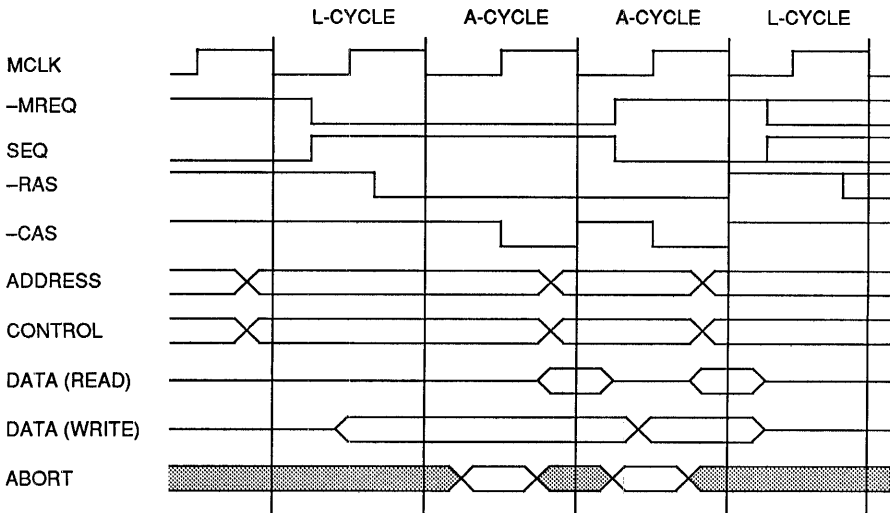 L-CYCLE A-CYCLE A-CYCLE L-CYCLE
MCLK
–MREQ
SEQ
–RAS
–CAS
ADDRESS
CONTROL
DATA (READ)
DATA (WRITE)
ABORT